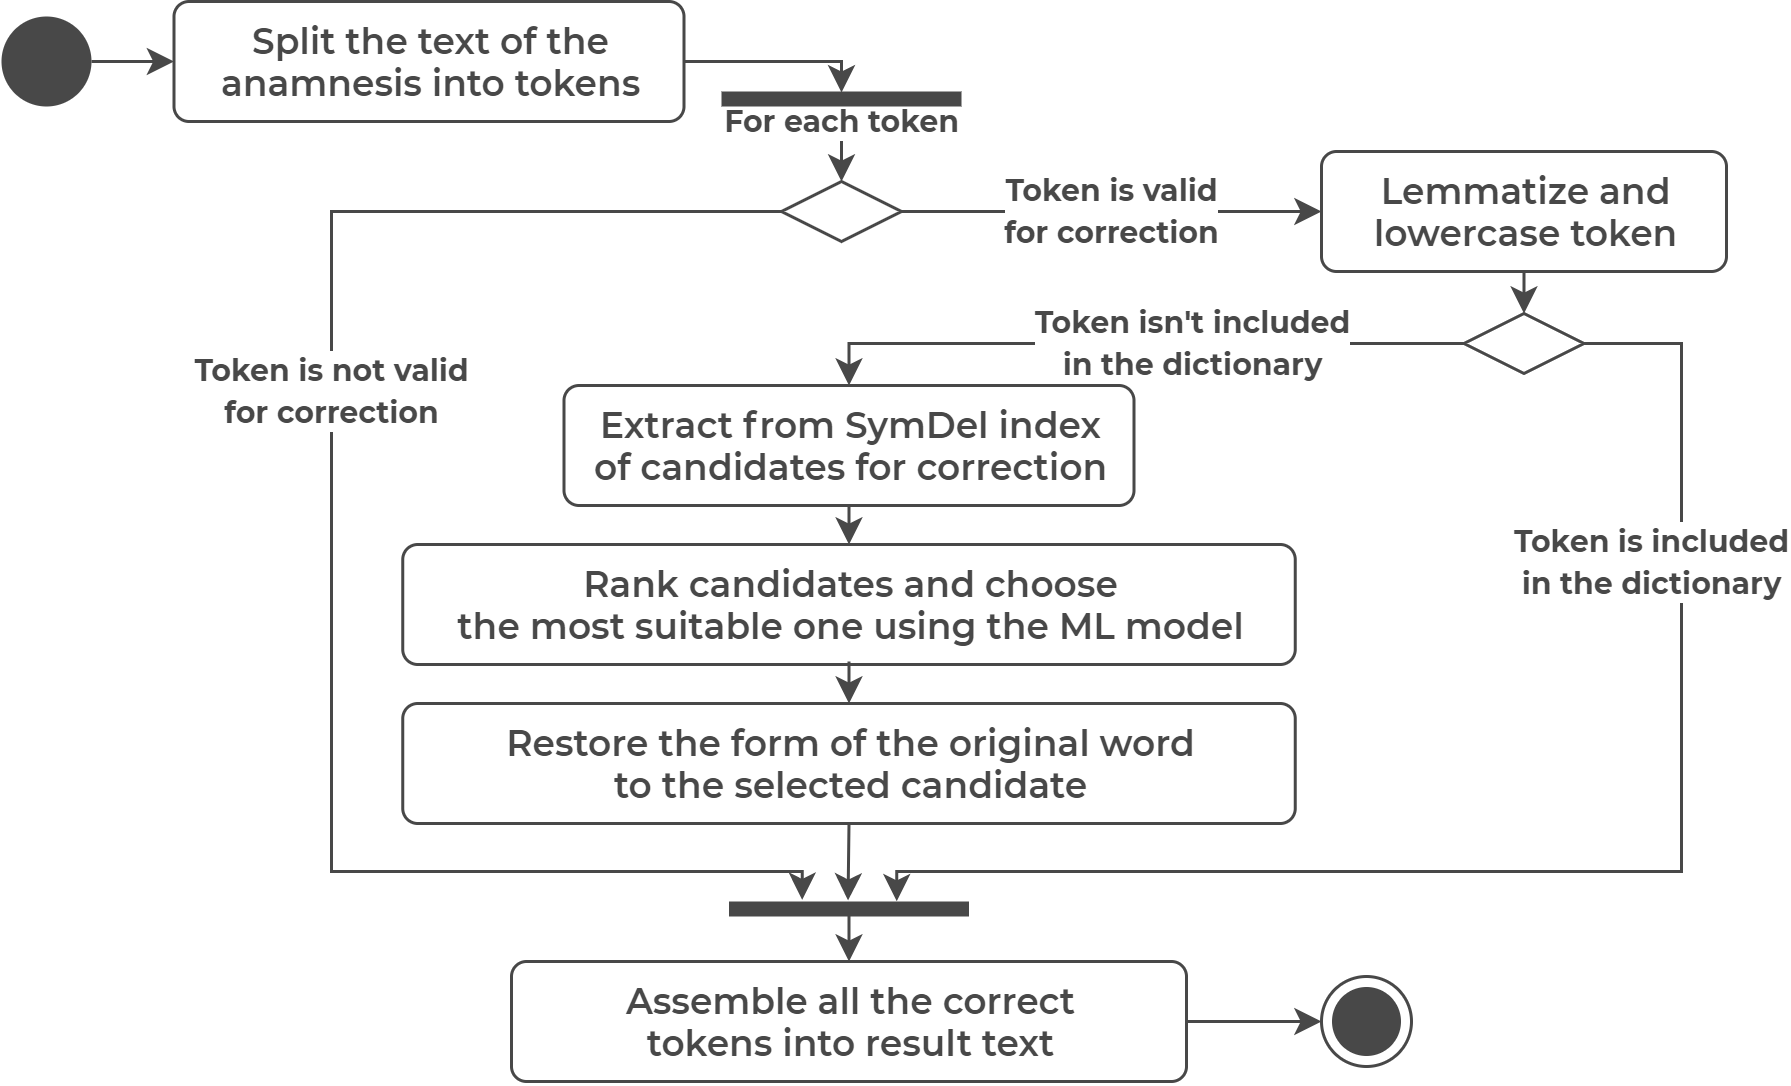 Split the text of the
anamnesis into tokens
For each token
Token is valid
for correction
Lemmatize and
lowercase token
Token isn't included
in the dictionary
Token is not valid
for correction
Extract from SymDel index
of candidates for correction
Token is included
in the dictionary
Rank candidates and choose
the most suitable one using the ML model
Restore the form of the original word
to the selected candidate
Assemble all the correct
tokens into result text